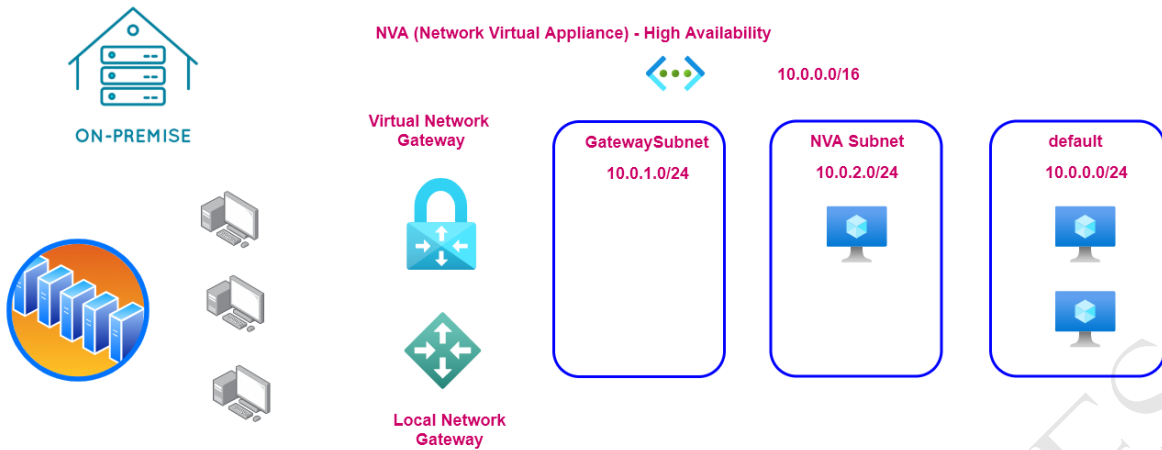 NVA (Network Virtual Appliance) - High Availability
10.0.0.0/16
ON-PREMISE
Virtual Network
Gateway
GatewaySubnet
10.0.1.0/24
NVA Subnet
10.0.2.0/24
default
10.0.0.0/24
Local Network
Gateway